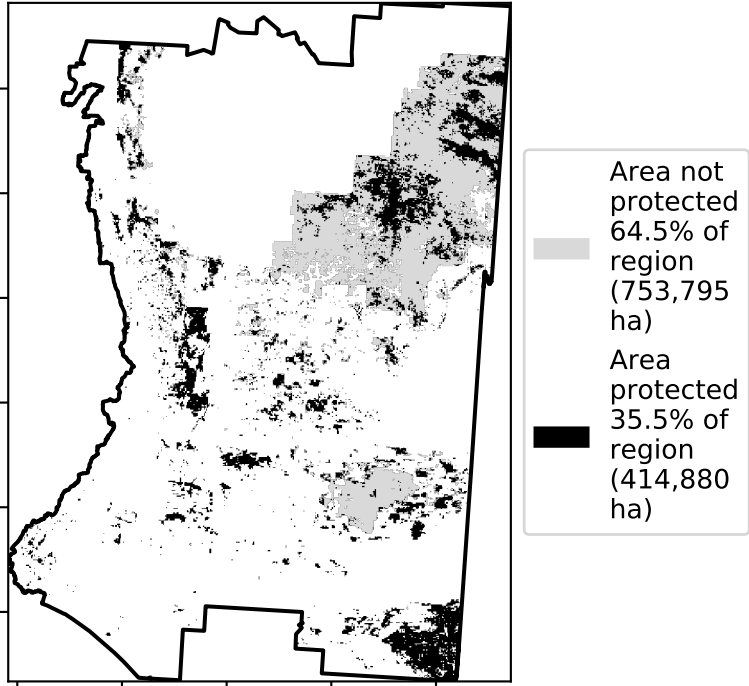 Area not
protected
64.5% of
region
(753,795
ha)
Area
protected
35.5% of
region
(414,880
ha)